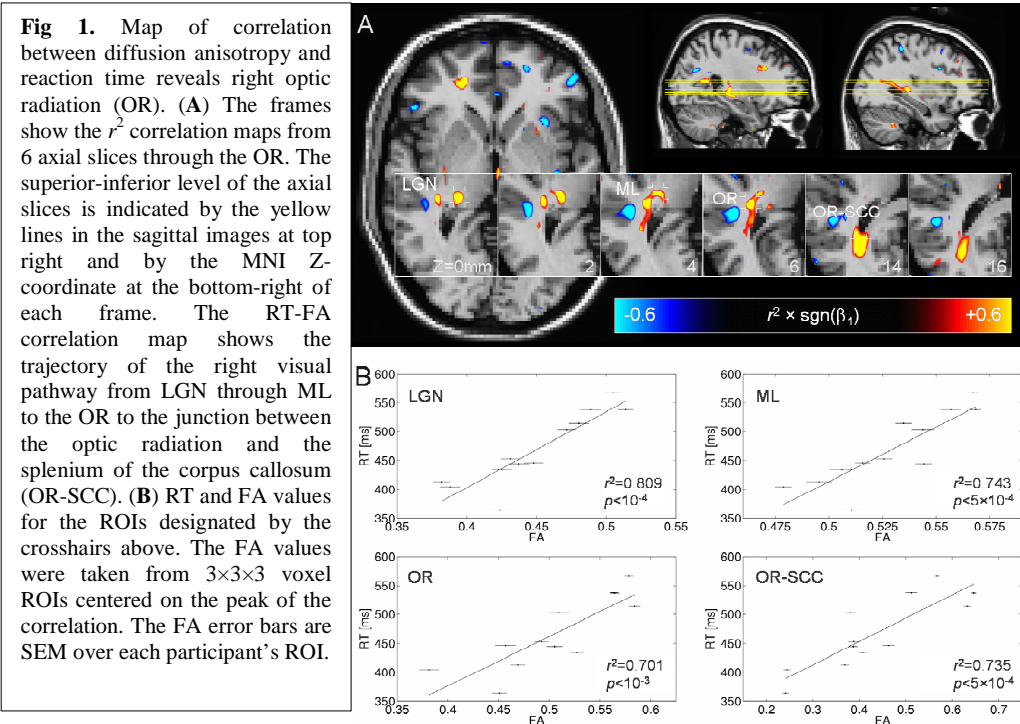 Fig 1. Map of correlation
between diffusion anisotropy and
reaction time reveals right optic
radiation (OR). (A) The frames
show the r² correlation maps from
6 axial slices through the OR. The
superior-inferior level of the axial
slices is indicated by the yellow
lines in the sagittal images at top
right and by the MNI Z-
coordinate at the bottom-right of
each frame. The RT-FA
correlation map shows the
trajectory of the right visual
pathway from LGN through ML
to the OR to the junction between
the optic radiation and the
splenium of the corpus callosum
(OR-SCC). (B) RT and FA values
for the ROIs designated by the
crosshairs above. The FA values
were taken from 3×3×3 voxel
ROIs centered on the peak of the
correlation. The FA error bars are
SEM over each participant's ROI.
A
LGN ML OR OR-SCC
Z=0mm 2 4 6 14 16
-0.6 r² × sgn(β₁) +0.6
B
LGN
RT [ms]
600
550
500
450
400
350
0.35 0.4 0.45 0.5 0.55
FA
r²=0.809
p<10⁻⁴
ML
RT [ms]
600
550
500
450
400
350
0.475 0.5 0.525 0.55 0.575
FA
r²=0.743
p<5×10⁻⁴
OR
RT [ms]
600
550
500
450
400
350
0.35 0.4 0.45 0.5 0.55 0.6
FA
r²=0.701
p<10⁻³
OR-SCC
RT [ms]
600
550
500
450
400
350
0.2 0.3 0.4 0.5 0.6 0.7
FA
r²=0.735
p<5×10⁻⁴